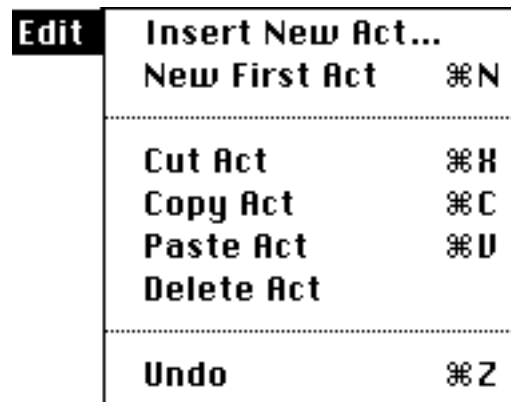 Edit
Insert New Act...
New First Act ⌘N
Cut Act ⌘X
Copy Act ⌘C
Paste Act ⌘V
Delete Act
Undo ⌘Z